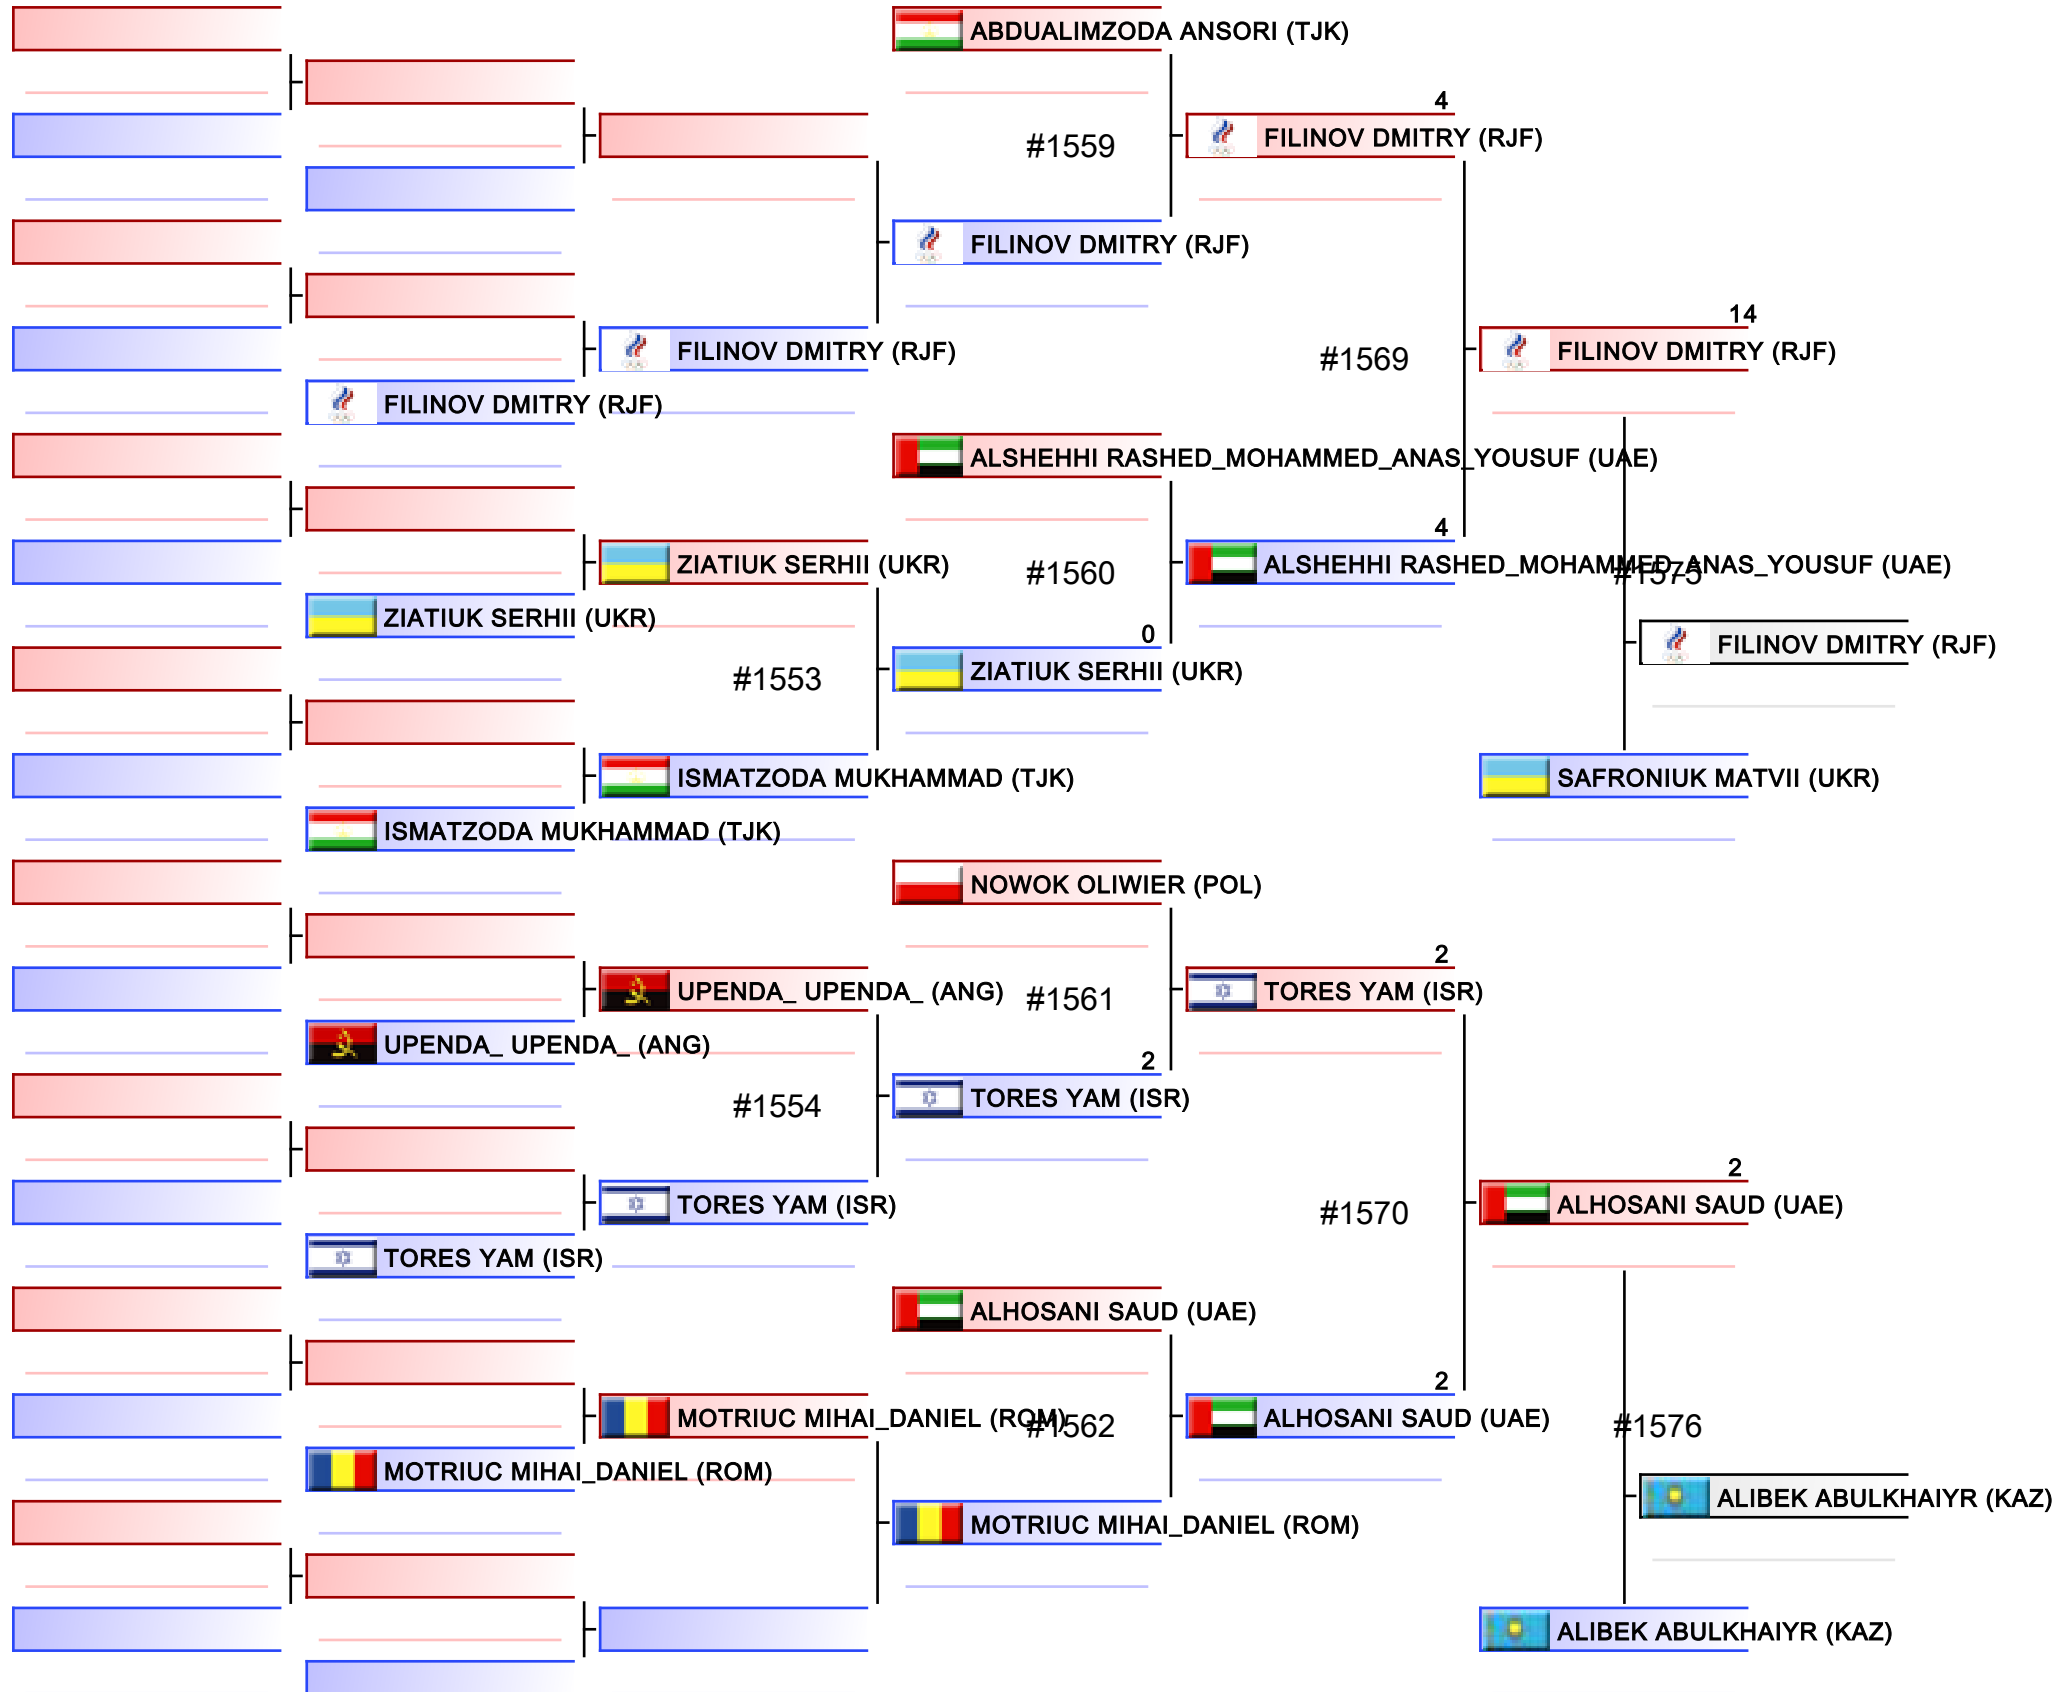 ABDUALIMZODA ANSORI (TJK)
4
#1559
FILINOV DMITRY (RJF)
FILINOV DMITRY (RJF)
14
FILINOV DMITRY (RJF)
#1569
FILINOV DMITRY (RJF)
FILINOV DMITRY (RJF)
ALSHEHHI RASHED_MOHAMMED_ANAS_YOUSUF (UAE)
4
ZIATIUK SERHII (UKR)
#1560
ALSHEHHI RASHED_MOHAMMED_ANAS_YOUSUF (UAE)
#1575
ZIATIUK SERHII (UKR)
0
FILINOV DMITRY (RJF)
#1553
ZIATIUK SERHII (UKR)
ISMATZODA MUKHAMMAD (TJK)
SAFRONIUK MATVII (UKR)
ISMATZODA MUKHAMMAD (TJK)
NOWOK OLIWIER (POL)
2
UPENDA_ UPENDA_ (ANG)
#1561
TORES YAM (ISR)
UPENDA_ UPENDA_ (ANG)
2
#1554
TORES YAM (ISR)
2
TORES YAM (ISR)
#1570
ALHOSANI SAUD (UAE)
TORES YAM (ISR)
ALHOSANI SAUD (UAE)
2
MOTRIUC MIHAI_DANIEL (ROM)
#1562
ALHOSANI SAUD (UAE)
#1576
MOTRIUC MIHAI_DANIEL (ROM)
ALIBEK ABULKHAIYR (KAZ)
MOTRIUC MIHAI_DANIEL (ROM)
ALIBEK ABULKHAIYR (KAZ)